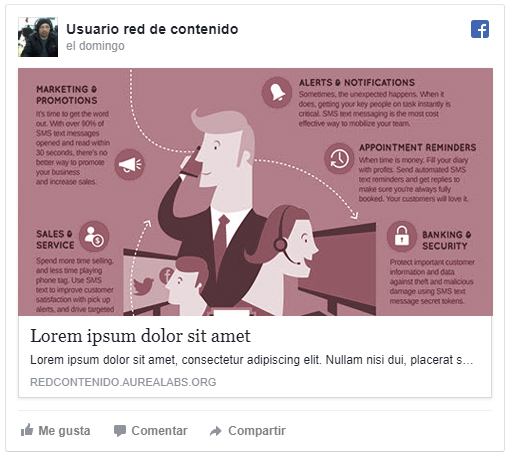 Usuario red de contenido
el domingo
MARKETING &
PROMOTIONS
It's time to get the word
out. With over 90% of
SMS text messages
opened and read within
30 seconds, there's no
better way to promote
your business
and increase sales.
ALERTS & NOTIFICATIONS
Sometimes, the unexpected happens. When it
does, getting your key people on task instantly is
critical. SMS text messaging is the most cost
effective way to mobilize your team.
APPOINTMENT REMINDERS
When time is money. Fill your diary
with profits. Send automated SMS
text reminders and get replies to
make sure you're always fully
booked. Your customers will love it.
SALES &
SERVICE
Spend more time selling,
and less time playing
phone tag. Use SMS
text to improve customer
satisfaction with pick up
alerts, and drive targeted
BANKING &
SECURITY
Protect important customer
information and data
against theft and malicious
damage using SMS text
message secret tokens.
Lorem ipsum dolor sit amet
Lorem ipsum dolor sit amet, consectetur adipiscing elit. Nullam nisi dui, placerat s...
REDCONTENIDO.AUREALABS.ORG
Me gusta Comentar Compartir